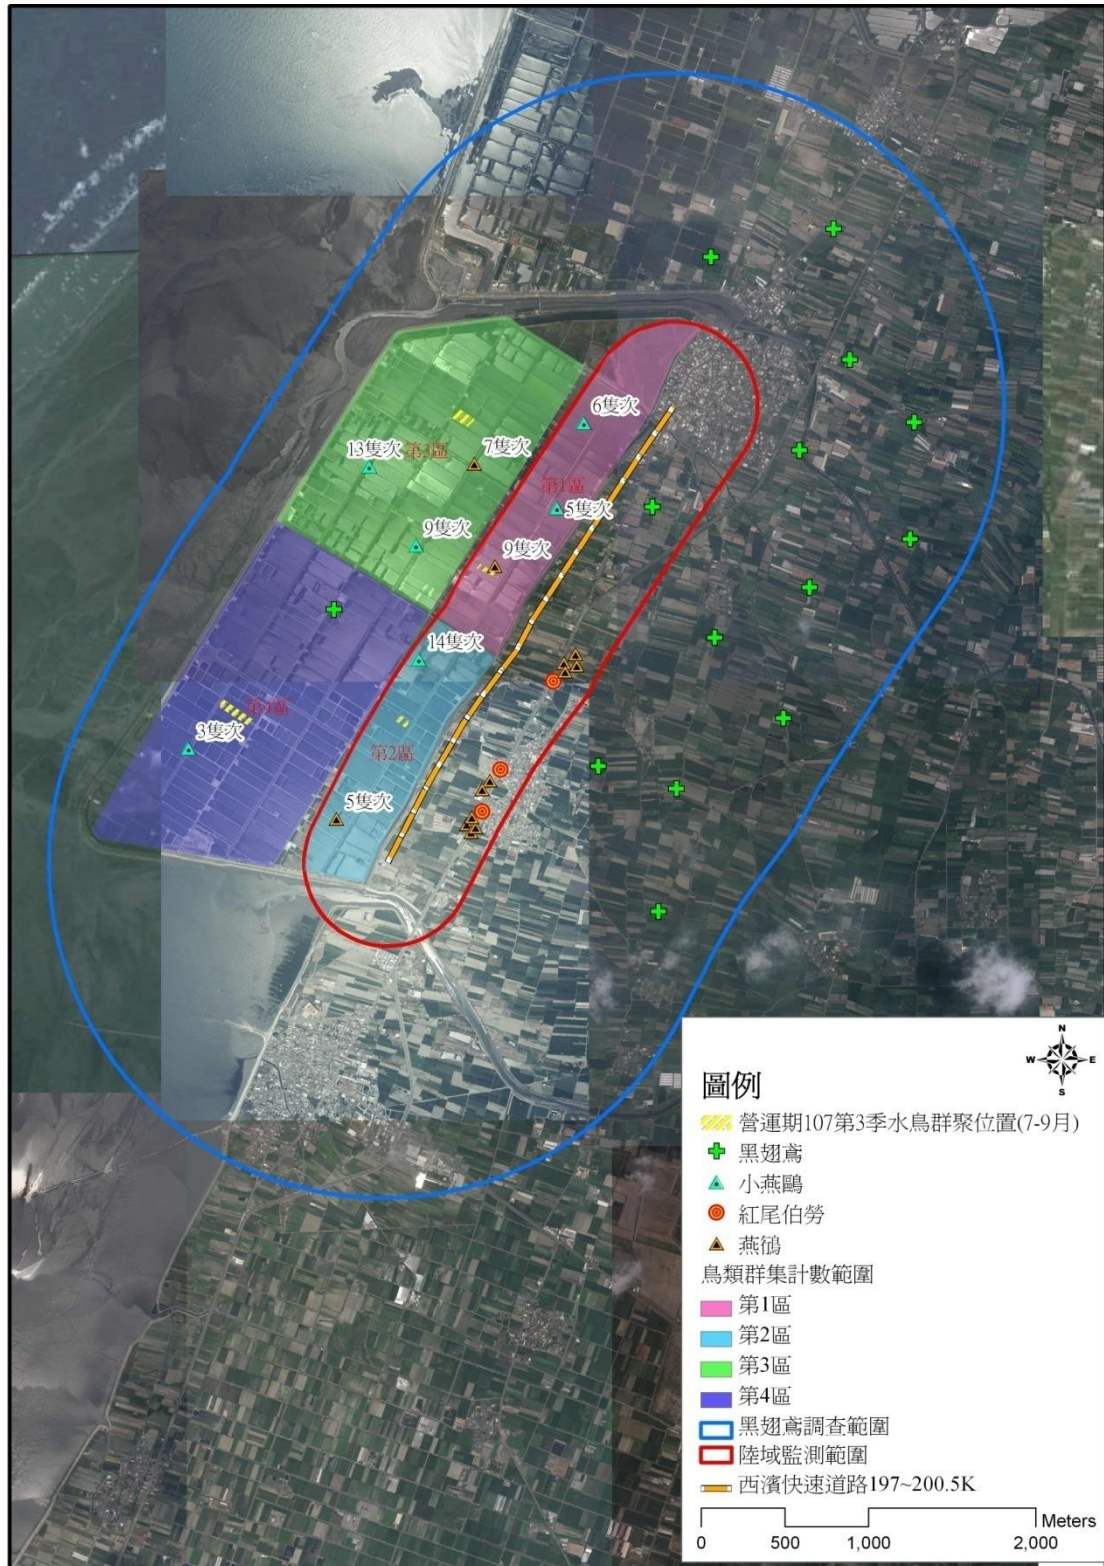 6隻次
13隻次
第3區
7隻次
第1區
5隻次
9隻次
9隻次
14隻次
第4區
3隻次
第2區
5隻次
N
W
E
S
圖例
營運期107第3季水鳥群聚位置(7-9月)
黑翅鳶
小燕鷗
紅尾伯勞
燕鴴
鳥類群集計數範圍
第1區
第2區
第3區
第4區
黑翅鳶調查範圍
陸域監測範圍
西濱快速道路197~200.5K
Meters
0 500 1,000 2,000